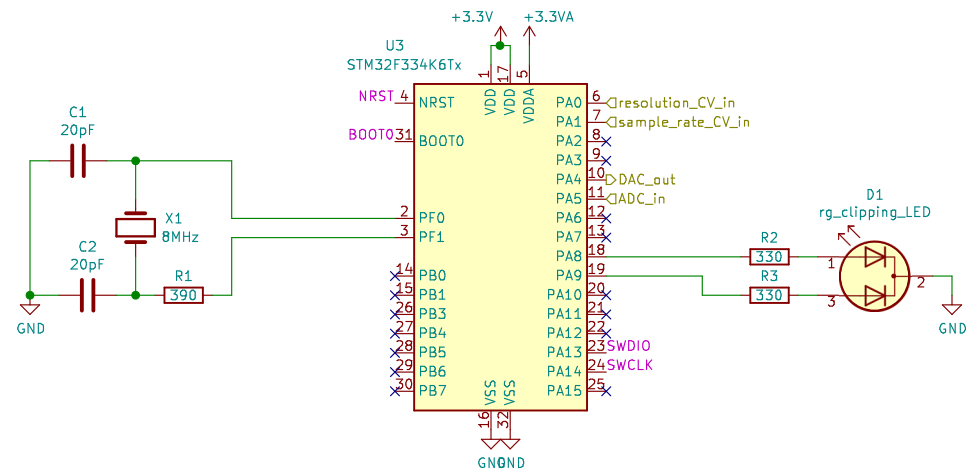 +3.3V +3.3VA
U3
STM32F334K6Tx
1 17 5
VDD VDD VDDA
NRST 4 NRST
BOOT0 31 BOOT0
2 PF0
3 PF1
14 PB0
15 PB1
26 PB3
27 PB4
28 PB5
29 PB6
30 PB7
PA0 6 resolution_CV_in
PA1 7 sample_rate_CV_in
PA2 8
PA3 9
PA4 10 DAC_out
PA5 11 ADC_in
PA6 12
PA7 13
PA8 18
PA9 19
PA10 20
PA11 21
PA12 22
PA13 23 SWDIO
PA14 24 SWCLK
PA15 25
VSS VSS
16 32
GND GND
C1
20pF
X1
8MHz
C2
20pF
R1
390
GND
R2
330
R3
330
D1
rg_clipping_LED
1
2
3
GND